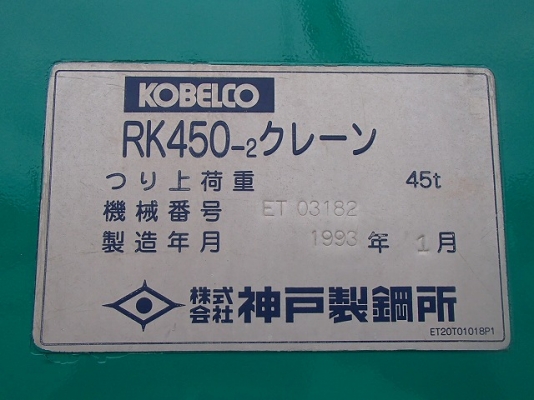 KOBELCO
RK450-2クレーン
つり上荷重 45t
機械番号 ET 03182
製造年月 1993 年 1 月
株式会社 神戸製鋼所
ET20T01018P1